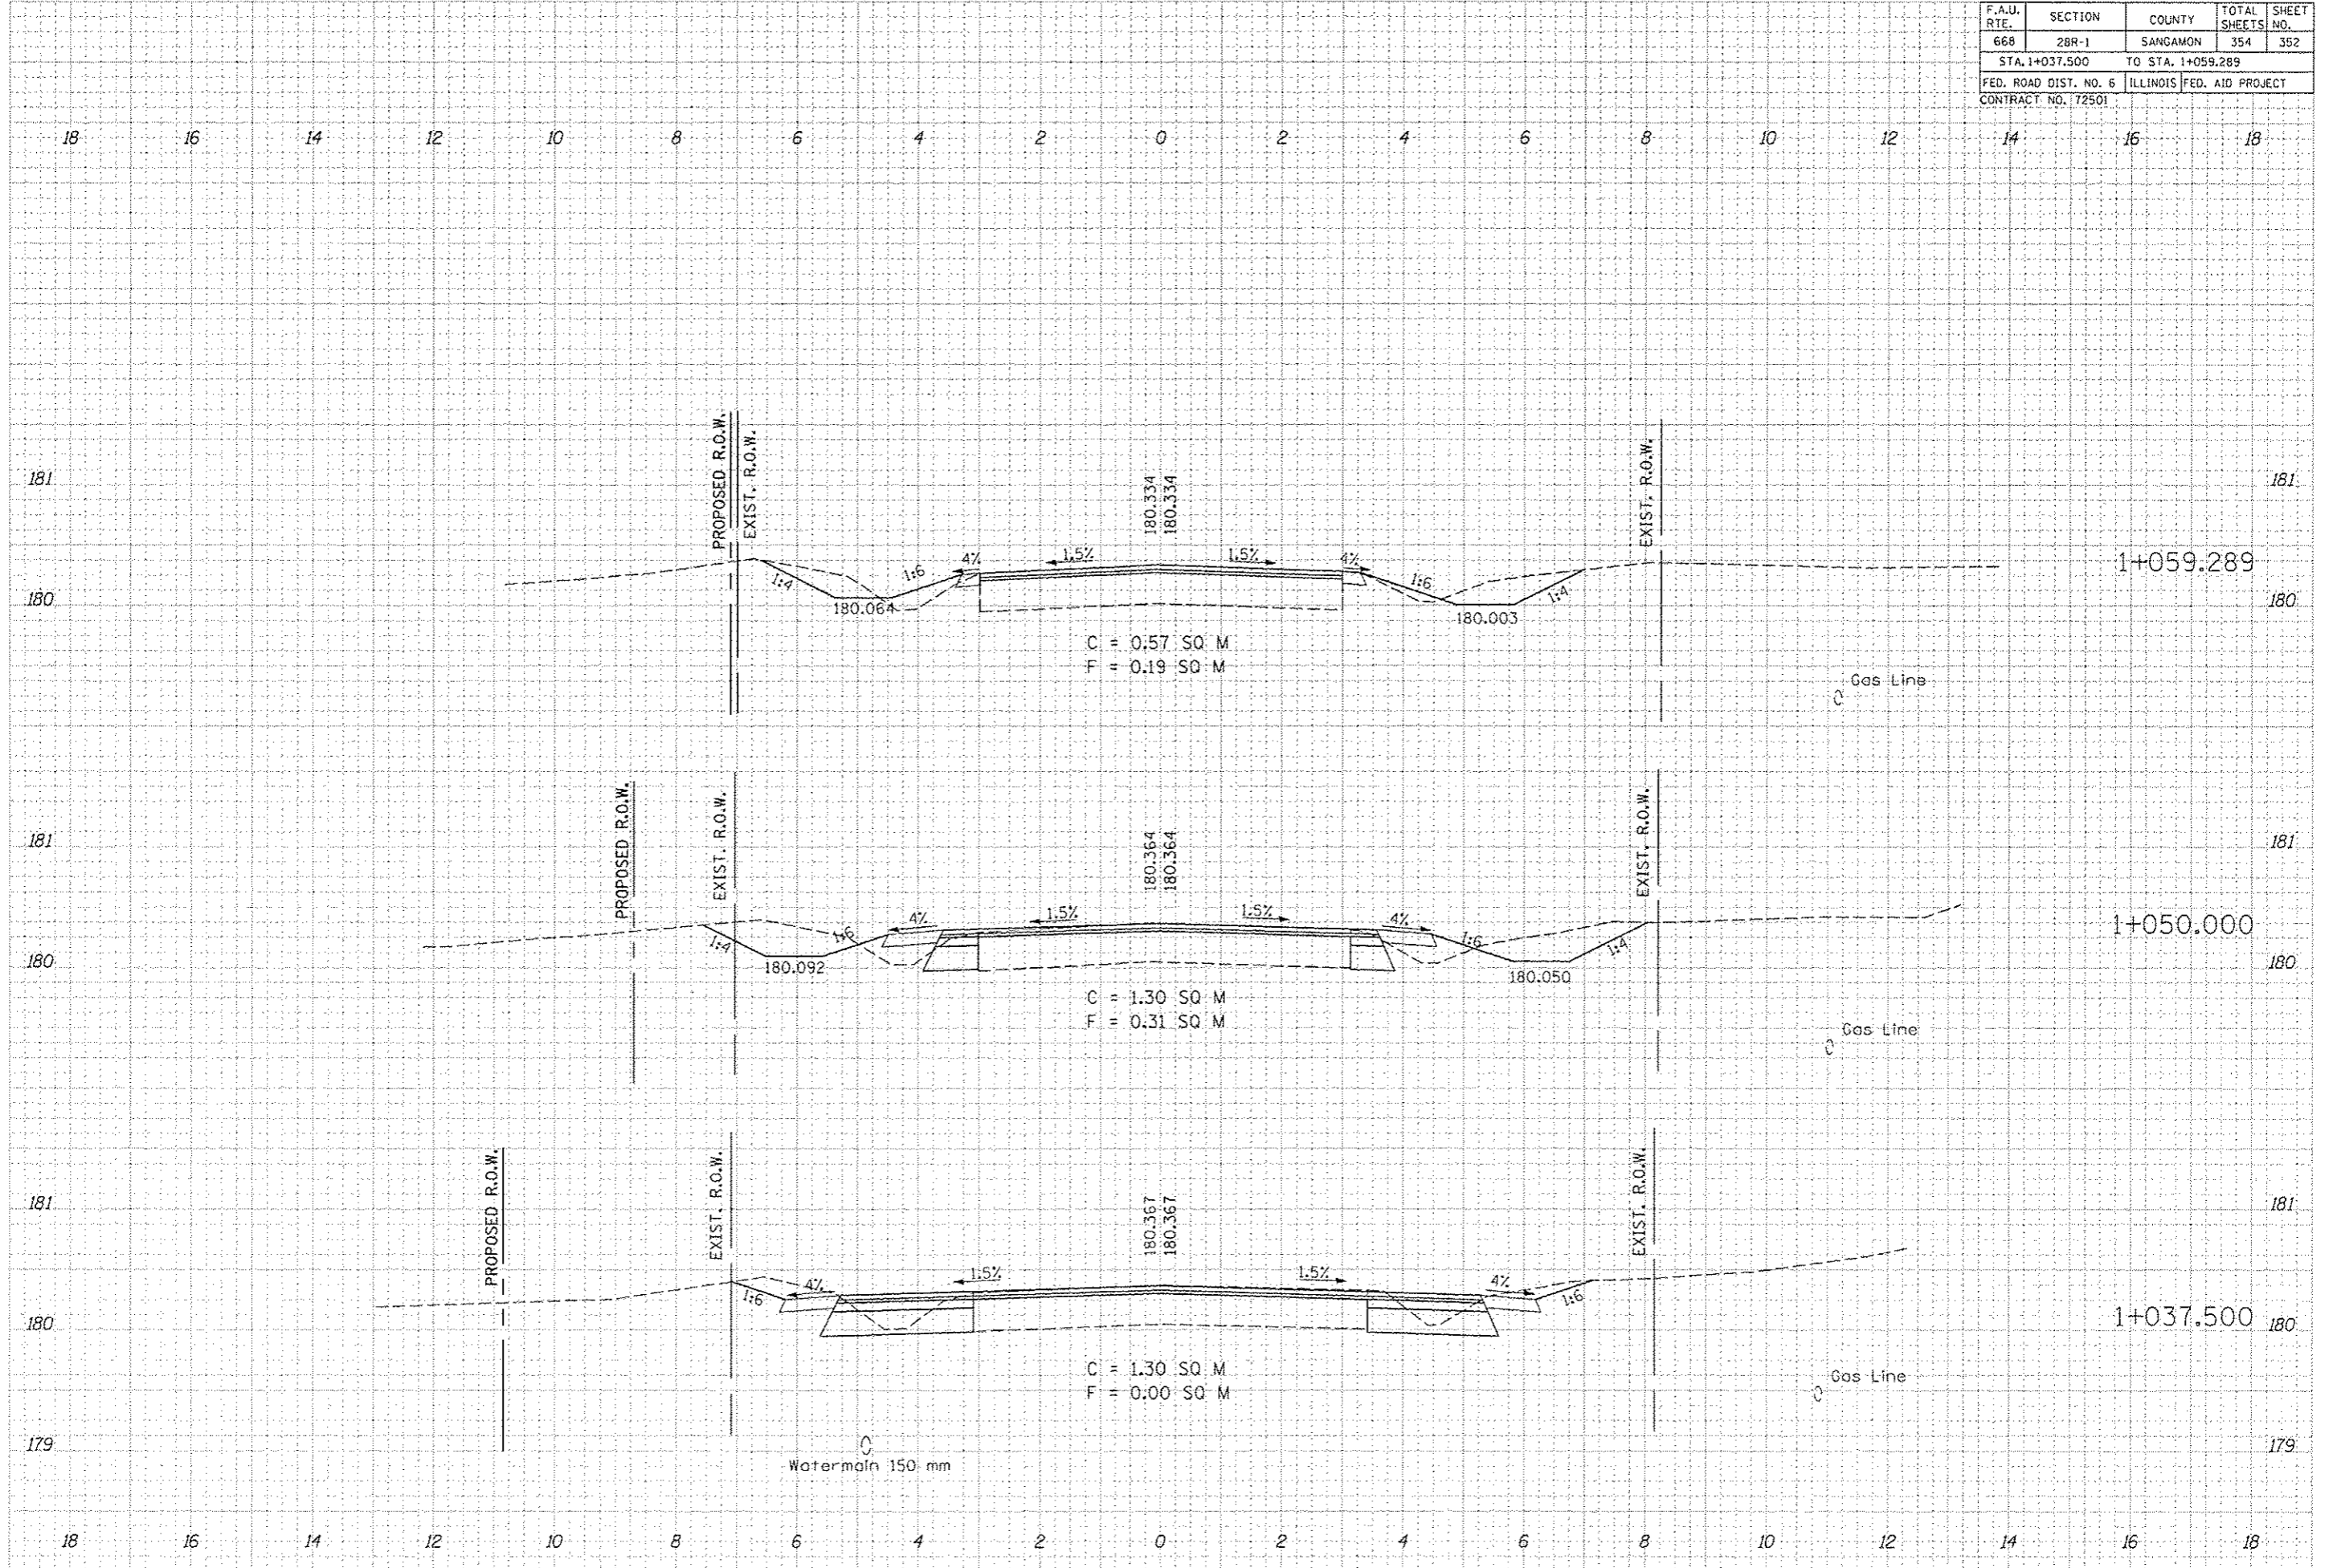 F.A.U. RTE. SECTION COUNTY TOTAL SHEETS SHEET NO.
668 28R-1 SANGAMON 354 352
STA. 1+037.500 TO STA. 1+059.289
FED. ROAD DIST. NO. 6 ILLINOIS FED. AID PROJECT
CONTRACT NO. 72501
18 16 14 12 10 8 6 4 2 0 2 4 6 8 10 12 14 16 18
PROPOSED R.O.W.
EXIST. R.O.W.
180.334
180.334
EXIST. R.O.W.
181 181
4% 1.5% 1.5% 4%
1+059.289
1:4 1:6 1:6 1:4
180 180
180.064 180.003
C = 0.57 SQ M
F = 0.19 SQ M
Gas Line
PROPOSED R.O.W.
EXIST. R.O.W.
180.364
180.364
EXIST. R.O.W.
181 181
4% 1.5% 1.5% 4%
1+050.000
1:4 1:6 1:6 1:4
180 180
180.092 180.050
C = 1.30 SQ M
F = 0.31 SQ M
Gas Line
PROPOSED R.O.W.
EXIST. R.O.W.
180.367
180.367
EXIST. R.O.W.
181 181
4% 1.5% 1.5% 4%
1:6 1:6
180 1+037.500 180
C = 1.30 SQ M
F = 0.00 SQ M
Gas Line
179 179
Watermain 150 mm
18 16 14 12 10 8 6 4 2 0 2 4 6 8 10 12 14 16 18